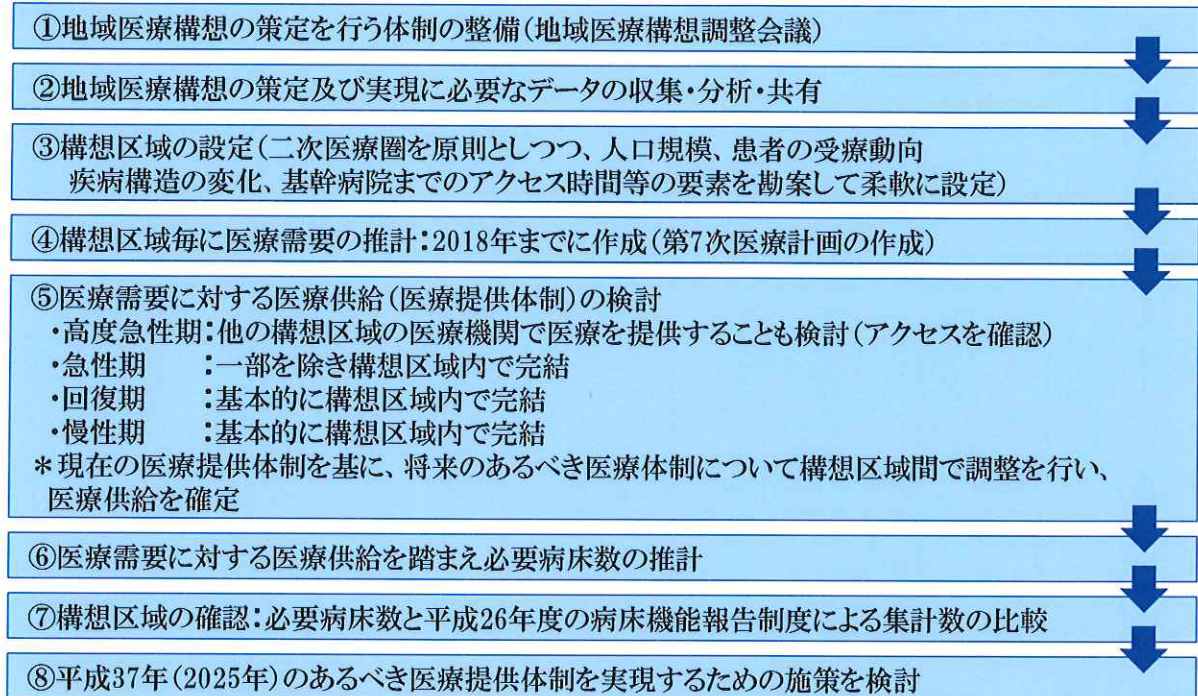 ①地域医療構想の策定を行う体制の整備(地域医療構想調整会議)
②地域医療構想の策定及び実現に必要なデータの収集・分析・共有
③構想区域の設定(二次医療圏を原則としつつ、人口規模、患者の受療動向
疾病構造の変化、基幹病院までのアクセス時間等の要素を勘案して柔軟に設定)
④構想区域毎に医療需要の推計:2018年までに作成(第7次医療計画の作成)
⑤医療需要に対する医療供給(医療提供体制)の検討
・高度急性期:他の構想区域の医療機関で医療を提供することも検討(アクセスを確認)
・急性期 :一部を除き構想区域内で完結
・回復期 :基本的に構想区域内で完結
・慢性期 :基本的に構想区域内で完結
*現在の医療提供体制を基に、将来のあるべき医療体制について構想区域間で調整を行い、
医療供給を確定
⑥医療需要に対する医療供給を踏まえ必要病床数の推計
⑦構想区域の確認:必要病床数と平成26年度の病床機能報告制度による集計数の比較
⑧平成37年(2025年)のあるべき医療提供体制を実現するための施策を検討